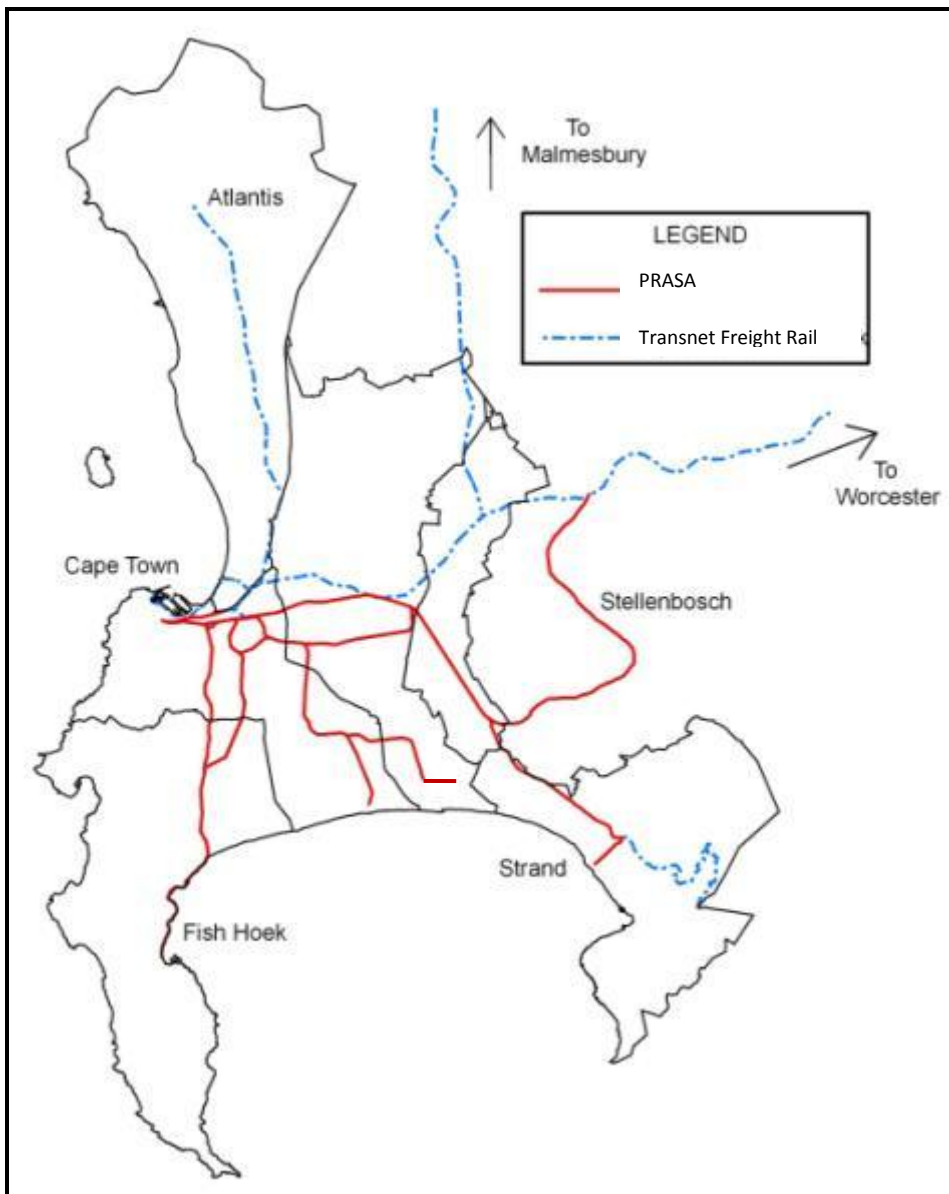 To
Malmesbury
Atlantis
LEGEND
PRASA
Transnet Freight Rail
To
Worcester
Cape Town
Stellenbosch
Strand
Fish Hoek